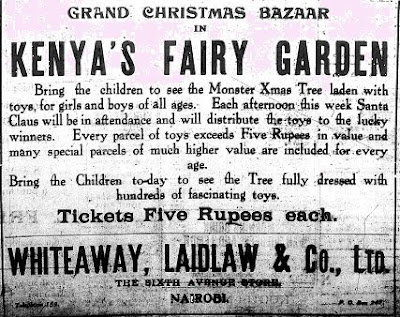 GRAND CHRISTMAS BAZAAR
IN
KENYA'S FAIRY GARDEN
Bring the children to see the Monster Xmas Tree laden with
toys, for girls and boys of all ages. Each afternoon this week Santa
Claus will be in attendance and will distribute the toys to the lucky
winners. Every parcel of toys exceeds Five Rupees in value and
many special parcels of much higher value are included for every
age.
Bring the Children to-day to see the Tree fully dressed with
hundreds of fascinating toys.
Tickets Five Rupees each.
WHITEAWAY, LAIDLAW & Co., LTD.
THE SIXTH AVENUE STORE,
NAIROBI.
Telephone
P. O. Box